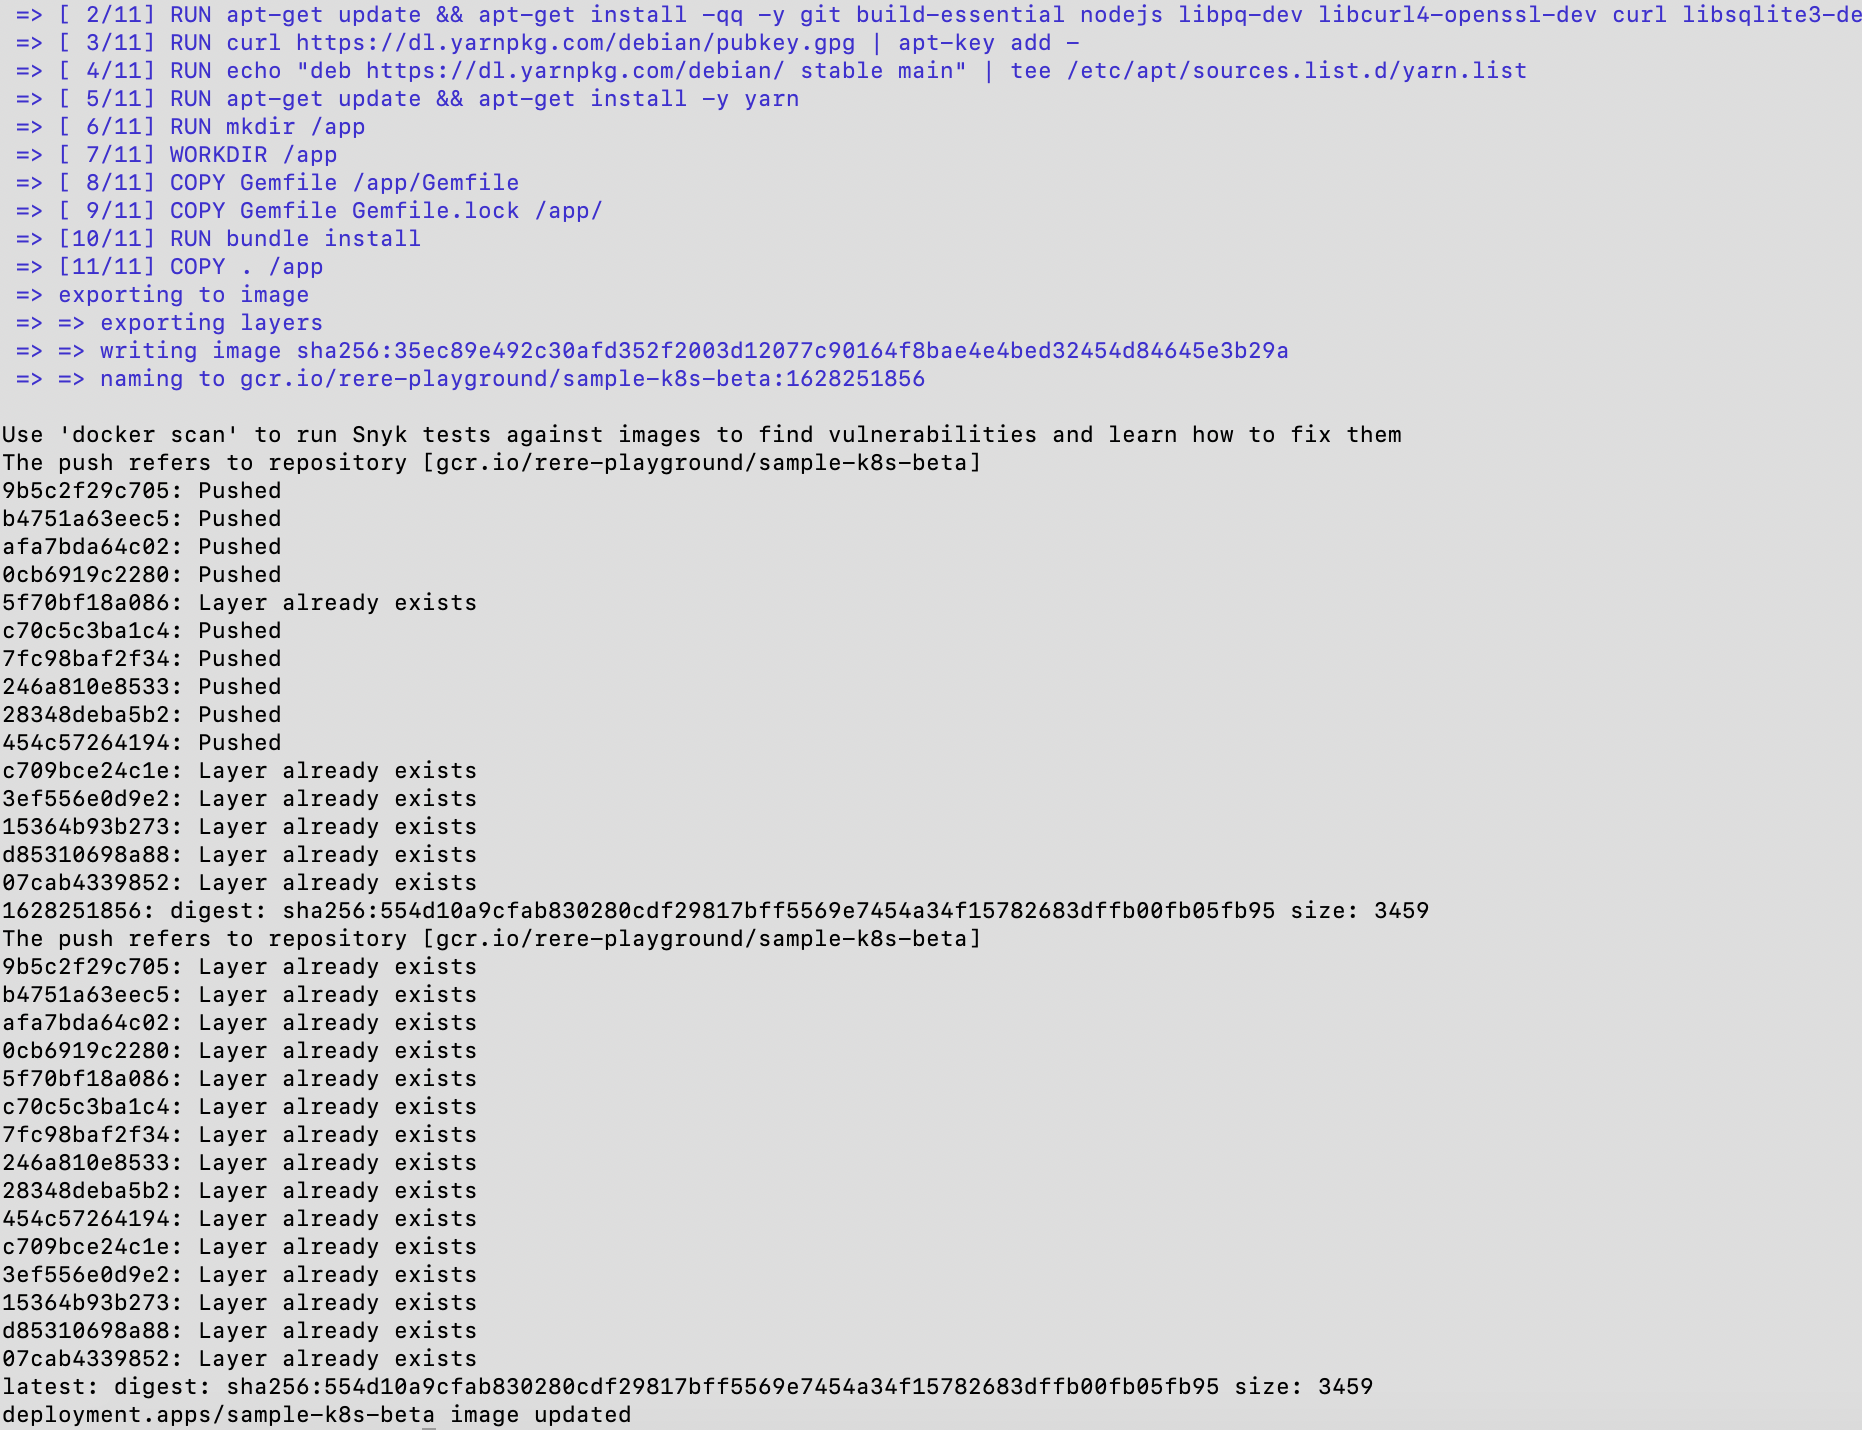 => [ 2/11] RUN apt-get update && apt-get install -qq -y git build-essential nodejs libpq-dev libcurl4-openssl-dev curl libsqlite3-de
=> [ 3/11] RUN curl https://dl.yarnpkg.com/debian/pubkey.gpg | apt-key add -
=> [ 4/11] RUN echo "deb https://dl.yarnpkg.com/debian/ stable main" | tee /etc/apt/sources.list.d/yarn.list
=> [ 5/11] RUN apt-get update && apt-get install -y yarn
=> [ 6/11] RUN mkdir /app
=> [ 7/11] WORKDIR /app
=> [ 8/11] COPY Gemfile /app/Gemfile
=> [ 9/11] COPY Gemfile Gemfile.lock /app/
=> [10/11] RUN bundle install
=> [11/11] COPY . /app
=> exporting to image
=> => exporting layers
=> => writing image sha256:35ec89e492c30afd352f2003d12077c90164f8bae4e4bed32454d84645e3b29a
=> => naming to gcr.io/rere-playground/sample-k8s-beta:1628251856
Use 'docker scan' to run Snyk tests against images to find vulnerabilities and learn how to fix them
The push refers to repository [gcr.io/rere-playground/sample-k8s-beta]
9b5c2f29c705: Pushed
b4751a63eec5: Pushed
afa7bda64c02: Pushed
0cb6919c2280: Pushed
5f70bf18a086: Layer already exists
c70c5c3ba1c4: Pushed
7fc98baf2f34: Pushed
246a810e8533: Pushed
28348deba5b2: Pushed
454c57264194: Pushed
c709bce24c1e: Layer already exists
3ef556e0d9e2: Layer already exists
15364b93b273: Layer already exists
d85310698a88: Layer already exists
07cab4339852: Layer already exists
1628251856: digest: sha256:554d10a9cfab830280cdf29817bff5569e7454a34f15782683dffb00fb05fb95 size: 3459
The push refers to repository [gcr.io/rere-playground/sample-k8s-beta]
9b5c2f29c705: Layer already exists
b4751a63eec5: Layer already exists
afa7bda64c02: Layer already exists
0cb6919c2280: Layer already exists
5f70bf18a086: Layer already exists
c70c5c3ba1c4: Layer already exists
7fc98baf2f34: Layer already exists
246a810e8533: Layer already exists
28348deba5b2: Layer already exists
454c57264194: Layer already exists
c709bce24c1e: Layer already exists
3ef556e0d9e2: Layer already exists
15364b93b273: Layer already exists
d85310698a88: Layer already exists
07cab4339852: Layer already exists
latest: digest: sha256:554d10a9cfab830280cdf29817bff5569e7454a34f15782683dffb00fb05fb95 size: 3459
deployment.apps/sample-k8s-beta image updated